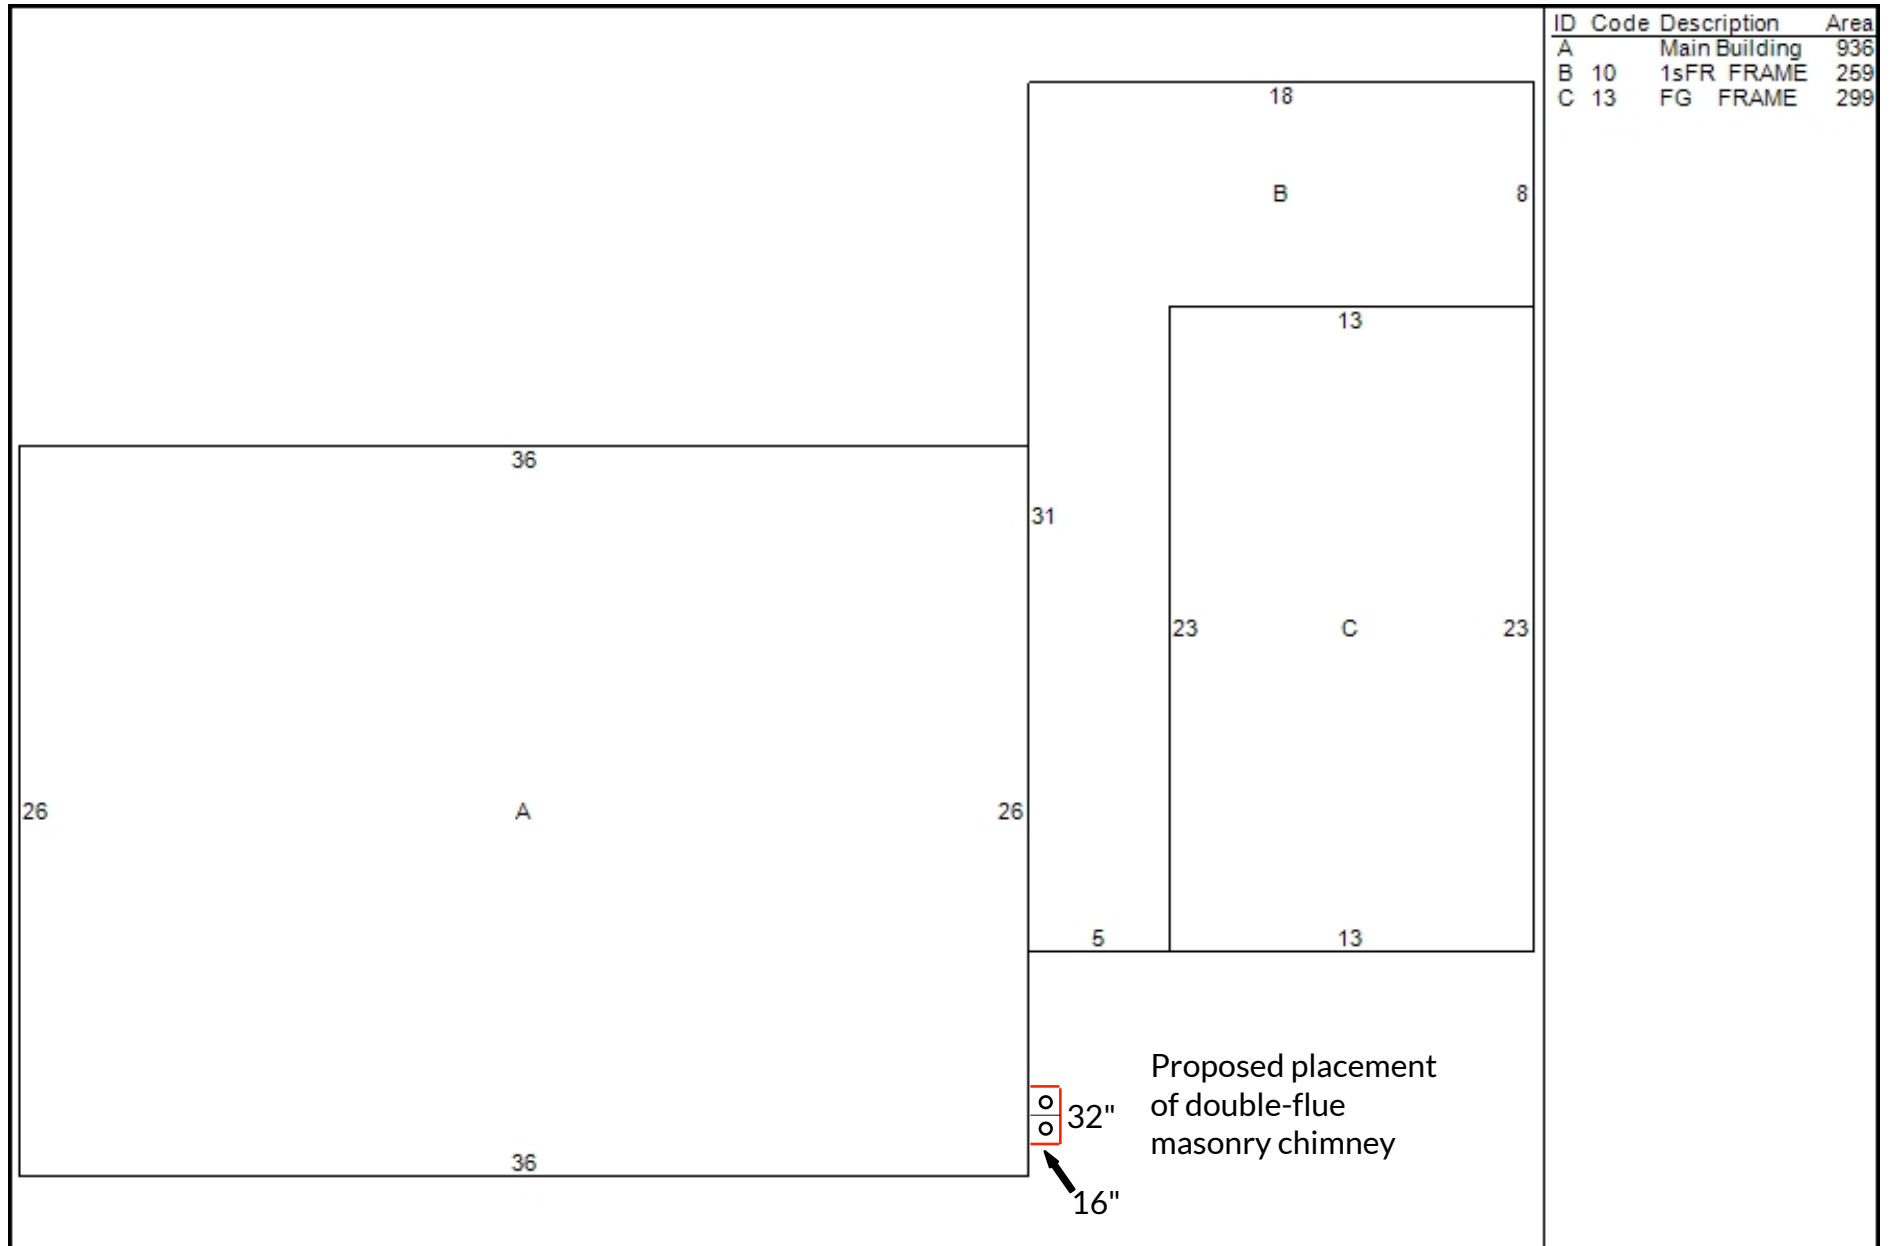 ID Code Description Area
A Main Building 936
B 10 1sFR FRAME 259
C 13 FG FRAME 299
18
B 8
13
36
31
23 C 23
26 A 26
5 13
Proposed placement
of double-flue
masonry chimney
32"
36
16"